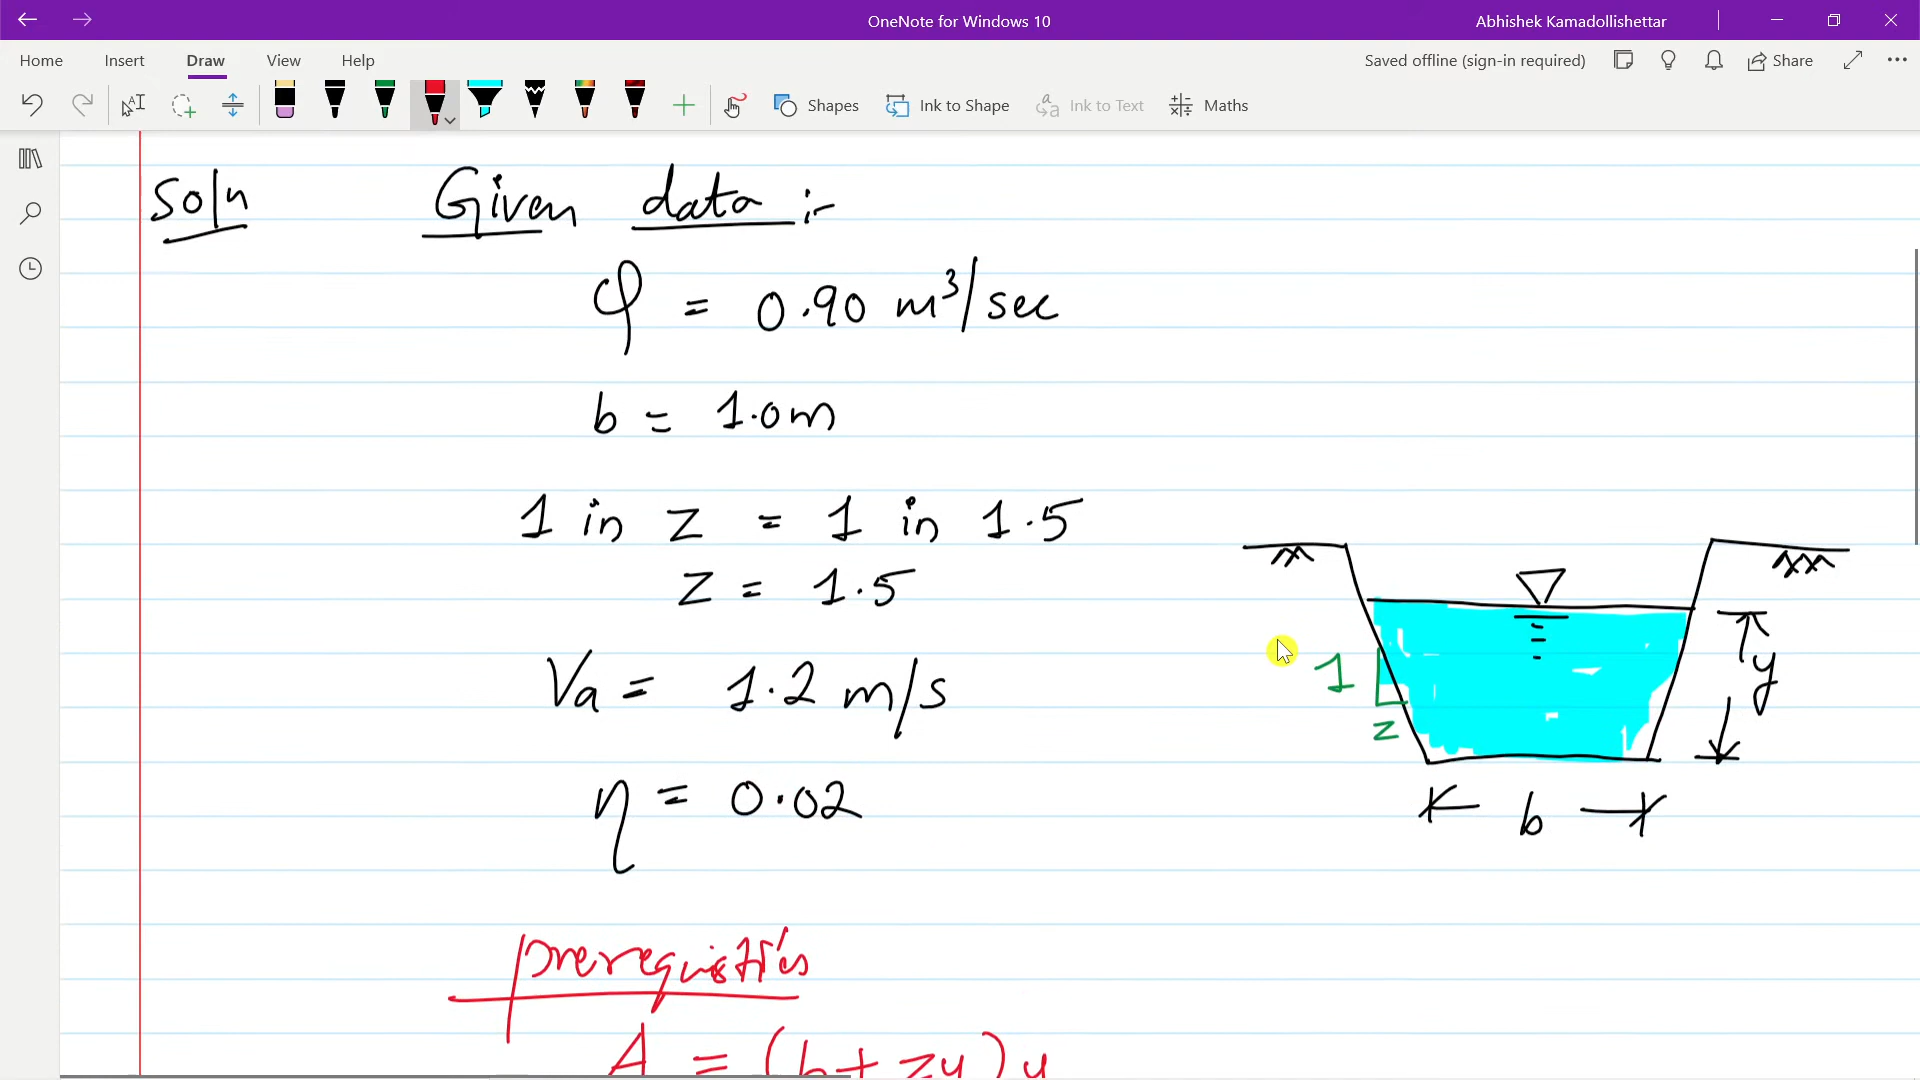 OneNote for Windows 10
Abhishek Kamadollishettar
Home Insert Draw View Help
Saved offline (sign-in required) Share
Shapes Ink to Shape Ink to Text Maths
Soln Given data :-
Q = 0.90 m³/sec
b = 1.0m
1 in z = 1 in 1.5
z = 1.5
Va = 1.2 m/s
η = 0.02
1
z
y
b
prerequistics
A = (b + zy) y